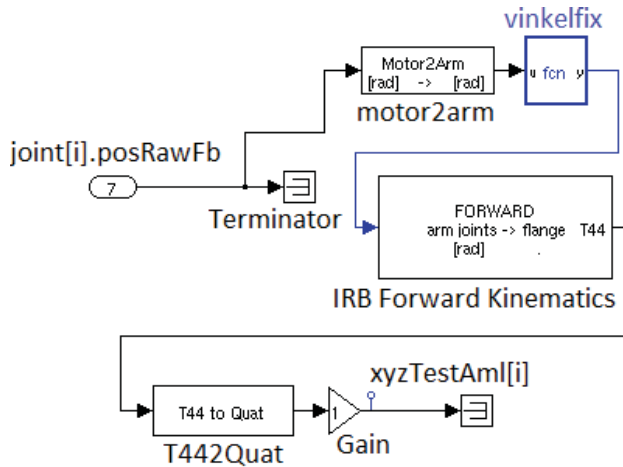 vinkelfix
Motor2Arm
[rad] -> [rad]
u fcn y
motor2arm
joint[i].posRawFb
7
Terminator
FORWARD
arm joints -> flange T44
[rad] .
IRB Forward Kinematics
xyzTestAml[i]
T44 to Quat
1
T442Quat
Gain